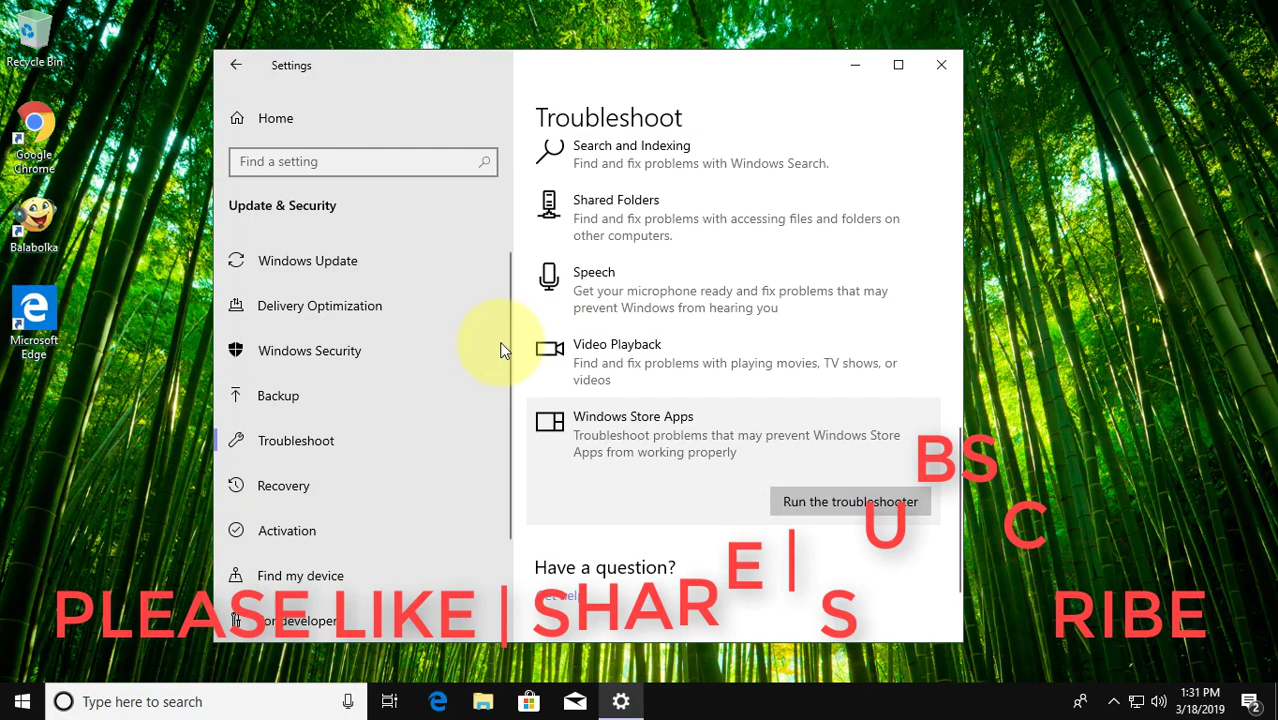 Recycle Bin
Google
Chrome
Balabolka
Microsoft
Edge
Settings
Home
Find a setting
Update & Security
Windows Update
Delivery Optimization
Windows Security
Backup
Troubleshoot
Recovery
Activation
Find my device
For developers
Troubleshoot
Search and Indexing
Find and fix problems with Windows Search.
Shared Folders
Find and fix problems with accessing files and folders on
other computers.
Speech
Get your microphone ready and fix problems that may
prevent Windows from hearing you
Video Playback
Find and fix problems with playing movies, TV shows, or
videos
Windows Store Apps
Troubleshoot problems that may prevent Windows Store
Apps from working properly
Run the troubleshooter
Have a question?
Get help
PLEASE LIKE | SHARE | SUBSCRIBE
Type here to search
1:31 PM
3/18/2019
2